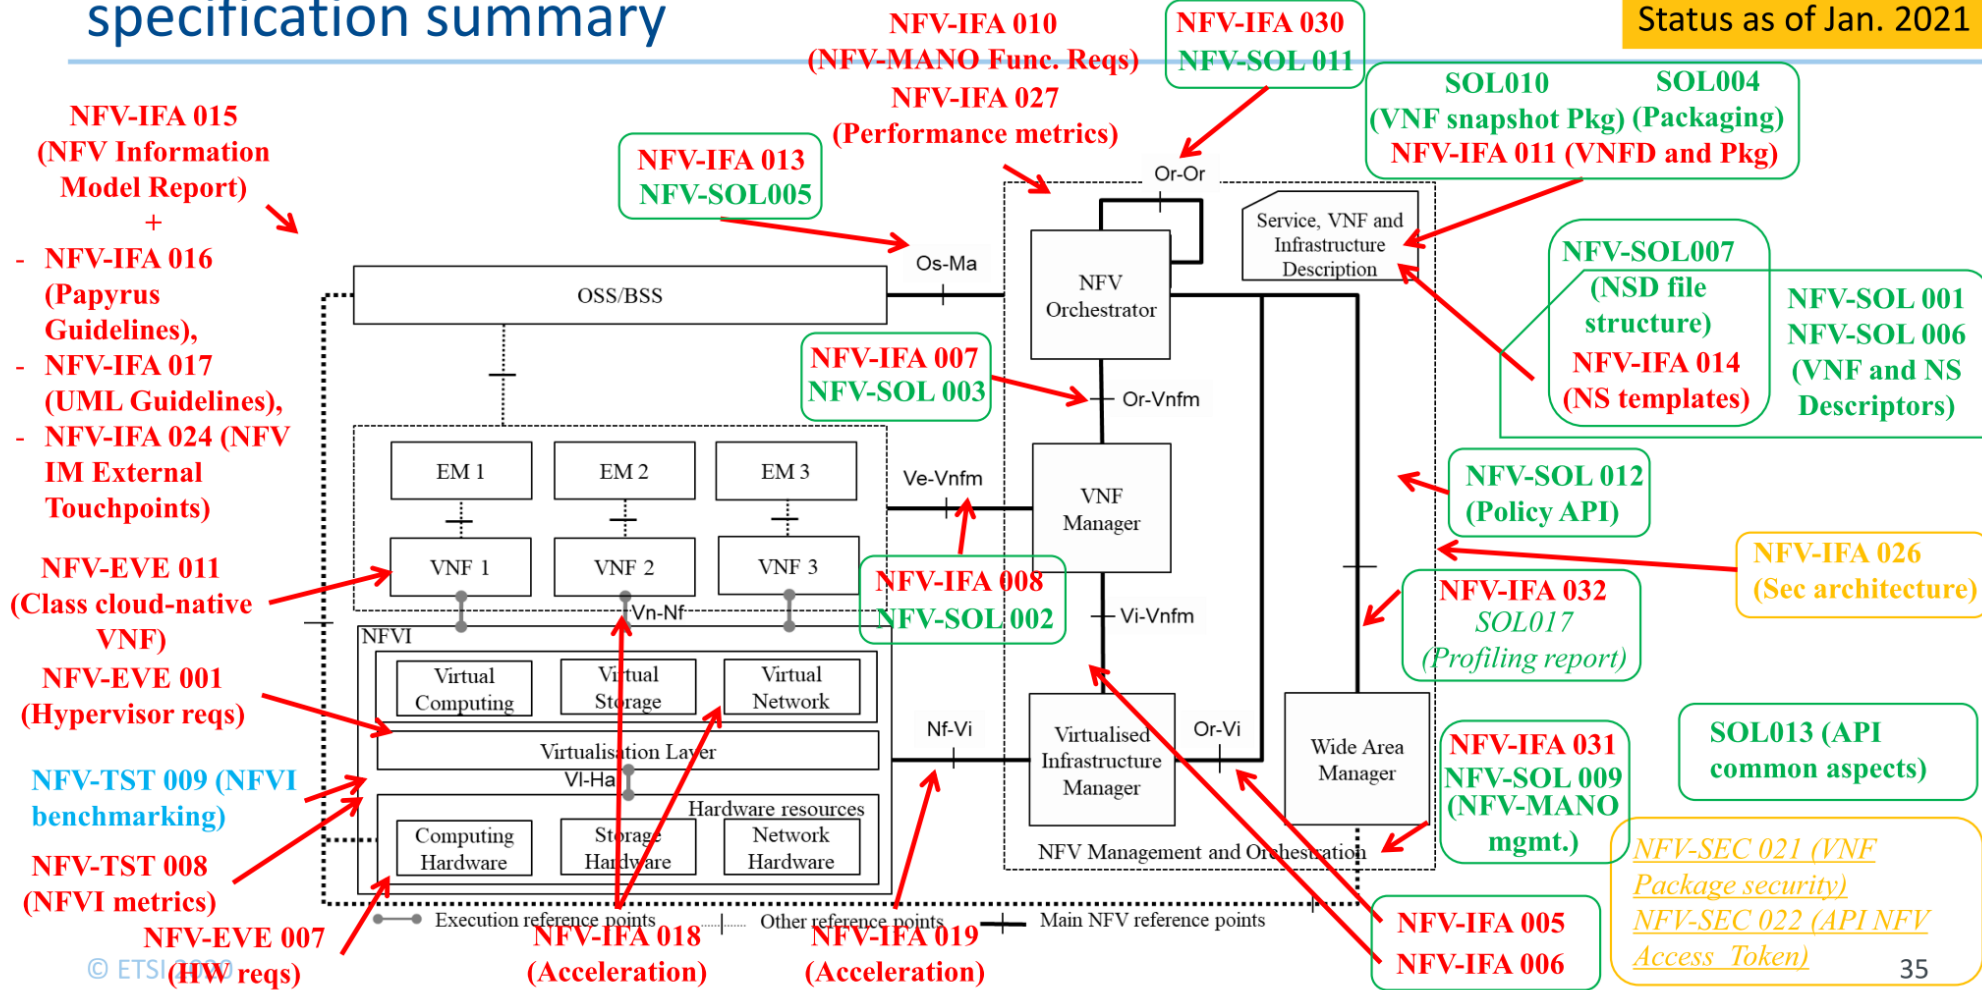 specification summary
Status as of Jan. 2021
NFV-IFA 010
(NFV-MANO Func. Reqs)
NFV-IFA 027
(Performance metrics)
NFV-IFA 030
NFV-SOL 011
SOL010
(VNF snapshot Pkg)
SOL004
(Packaging)
NFV-IFA 011 (VNFD and Pkg)
NFV-IFA 015
(NFV Information
Model Report)
+
- NFV-IFA 016
(Papyrus
Guidelines),
- NFV-IFA 017
(UML Guidelines),
- NFV-IFA 024 (NFV
IM External
Touchpoints)
NFV-IFA 013
NFV-SOL005
Or-Or
Os-Ma
OSS/BSS
NFV
Orchestrator
Service, VNF and
Infrastructure
Description
NFV-SOL007
(NSD file
structure)
NFV-IFA 014
(NS templates)
NFV-SOL 001
NFV-SOL 006
(VNF and NS
Descriptors)
NFV-IFA 007
NFV-SOL 003
Or-Vnfm
EM 1
EM 2
EM 3
Ve-Vnfm
VNF
Manager
NFV-SOL 012
(Policy API)
NFV-EVE 011
(Class cloud-native
VNF)
VNF 1
VNF 2
VNF 3
NFV-IFA 008
NFV-SOL 002
NFV-IFA 026
(Sec architecture)
Vn-Nf
Vi-Vnfm
NFV-IFA 032
SOL017
(Profiling report)
NFVI
NFV-EVE 001
(Hypervisor reqs)
Virtual
Computing
Virtual
Storage
Virtual
Network
Virtualisation Layer
Nf-Vi
Virtualised
Infrastructure
Manager
Or-Vi
Wide Area
Manager
NFV-IFA 031
NFV-SOL 009
(NFV-MANO
mgmt.)
SOL013 (API
common aspects)
NFV-TST 009 (NFVI
benchmarking)
VI-Ha
Hardware resources
Computing
Hardware
Storage
Hardware
Network
Hardware
NFV Management and Orchestration
NFV-TST 008
(NFVI metrics)
NFV-SEC 021 (VNF
Package security)
NFV-SEC 022 (API NFV
Access Token)
Execution reference points
Other reference points
Main NFV reference points
NFV-EVE 007
(HW reqs)
NFV-IFA 018
(Acceleration)
NFV-IFA 019
(Acceleration)
NFV-IFA 005
NFV-IFA 006
© ETSI 2020
35